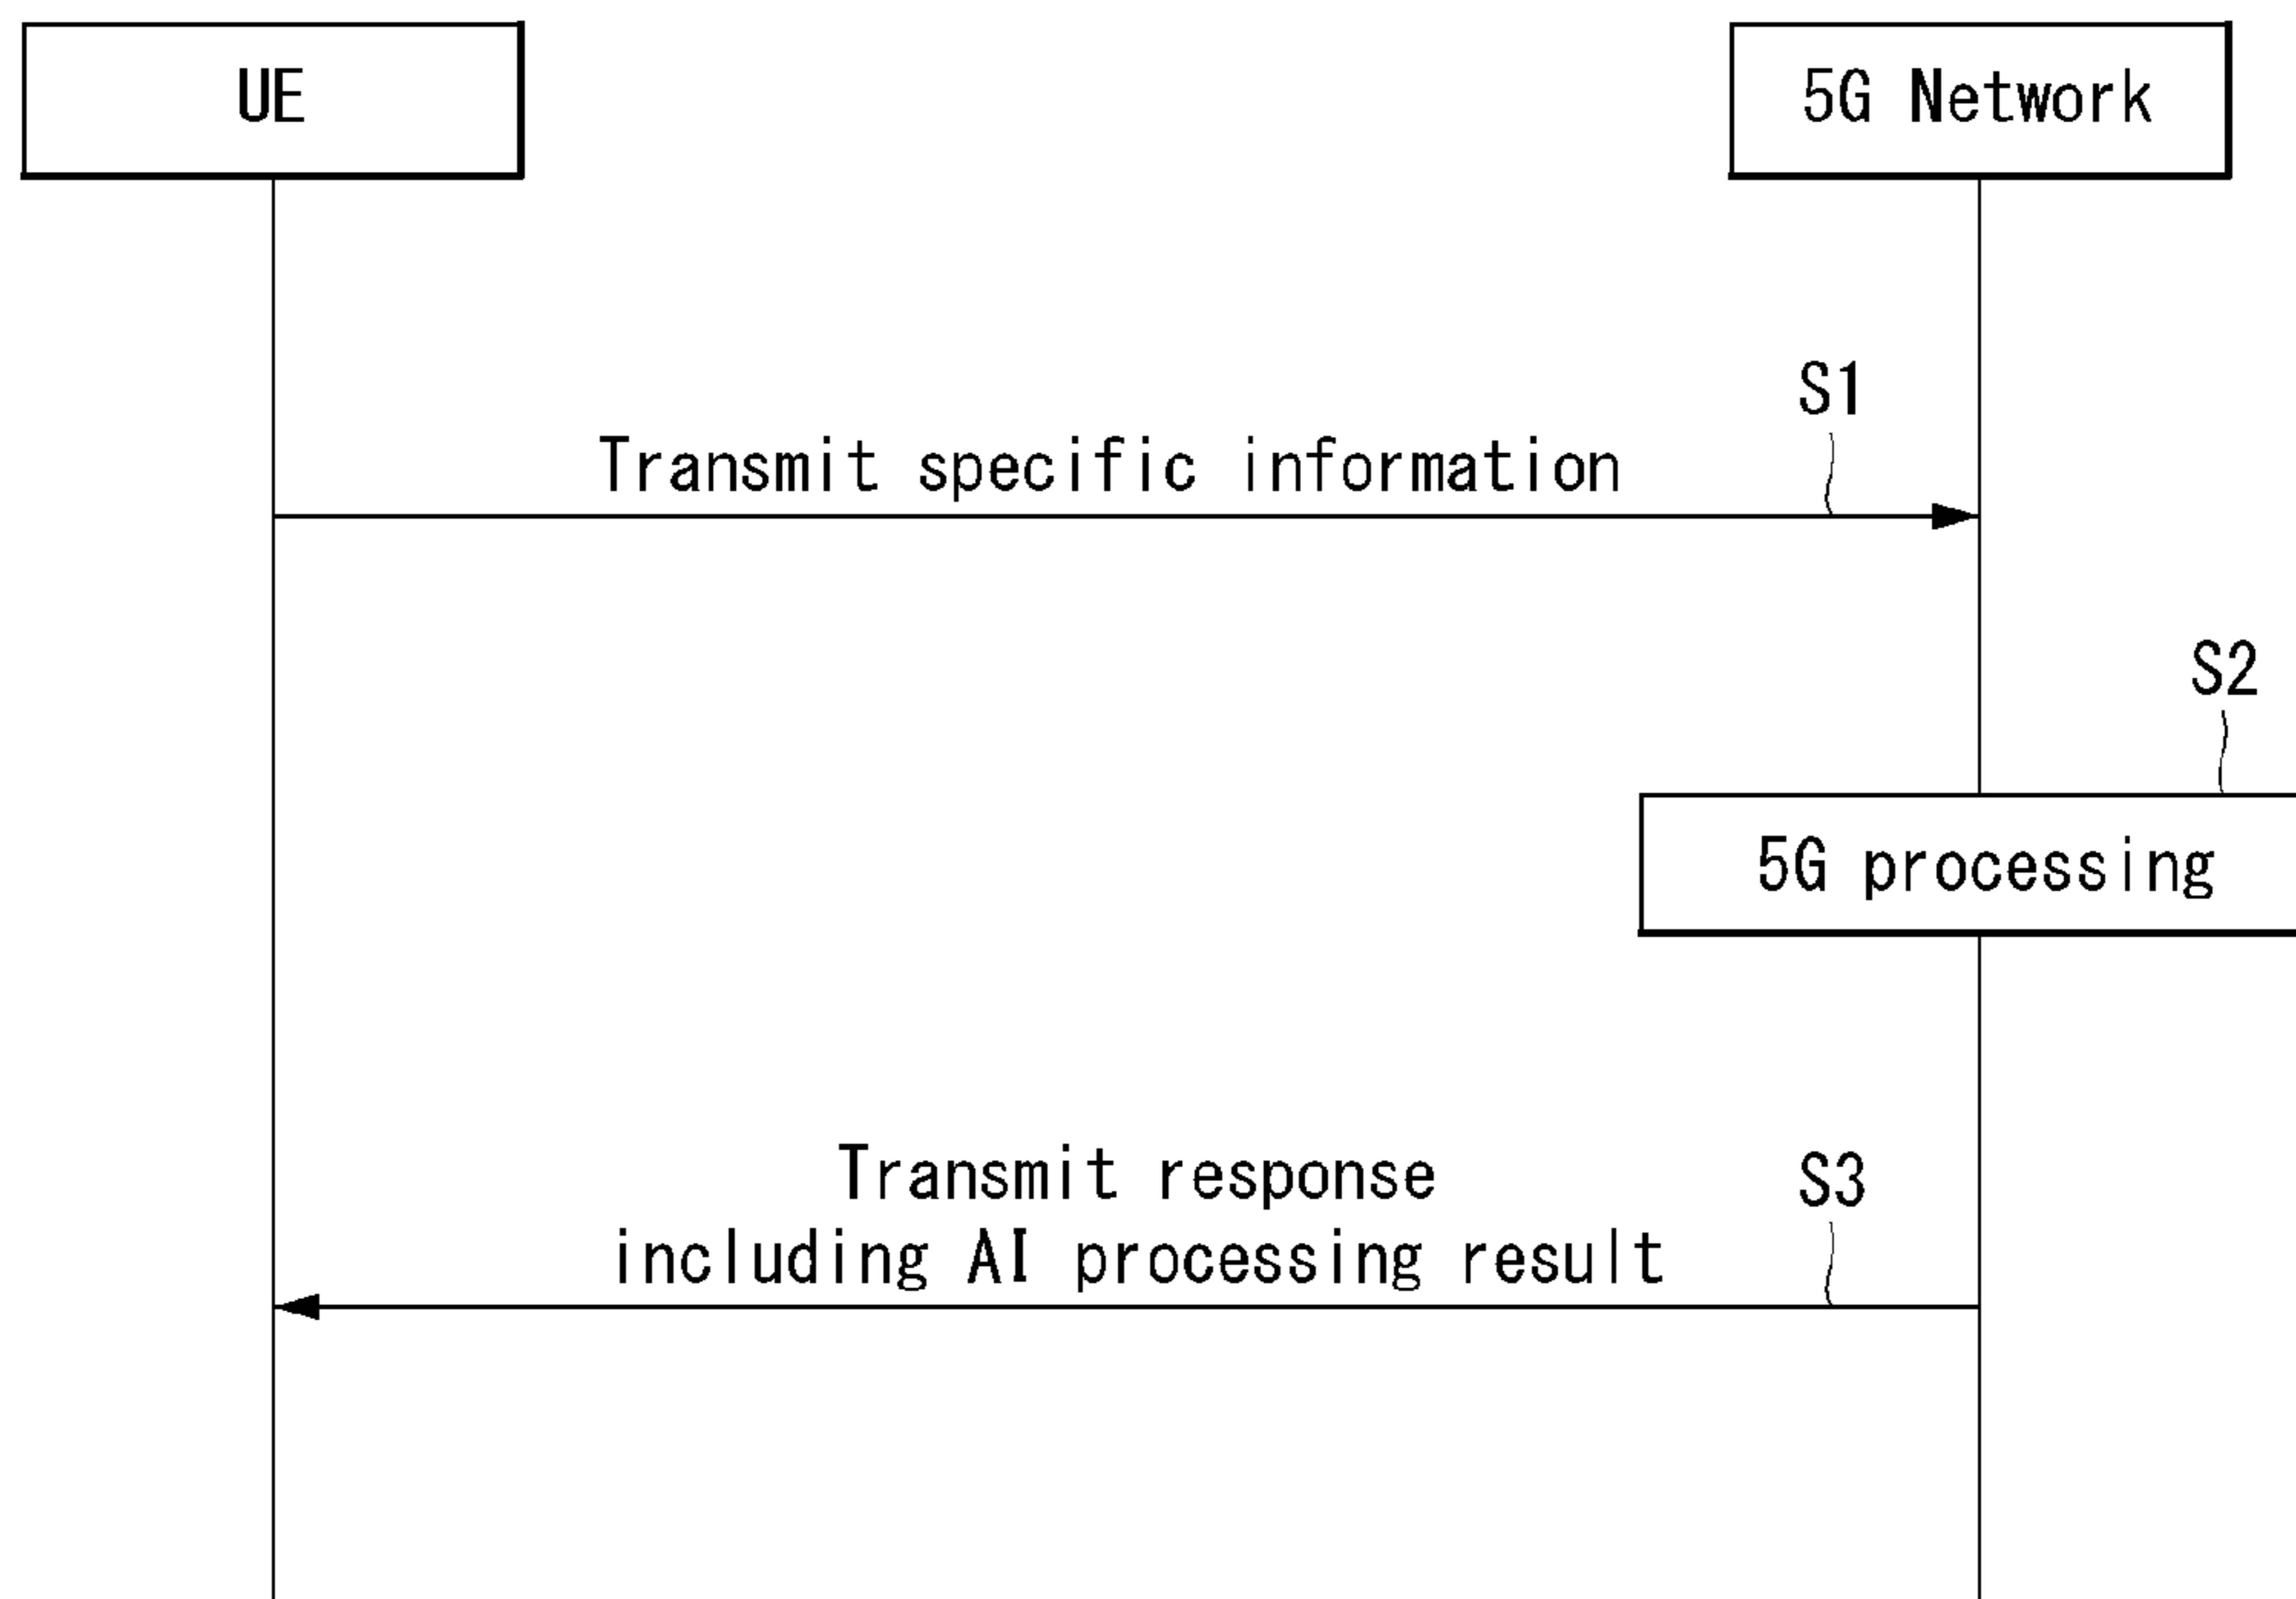 UE
5G Network
S1
Transmit specific information
S2
5G processing
Transmit response
S3
including AI processing result